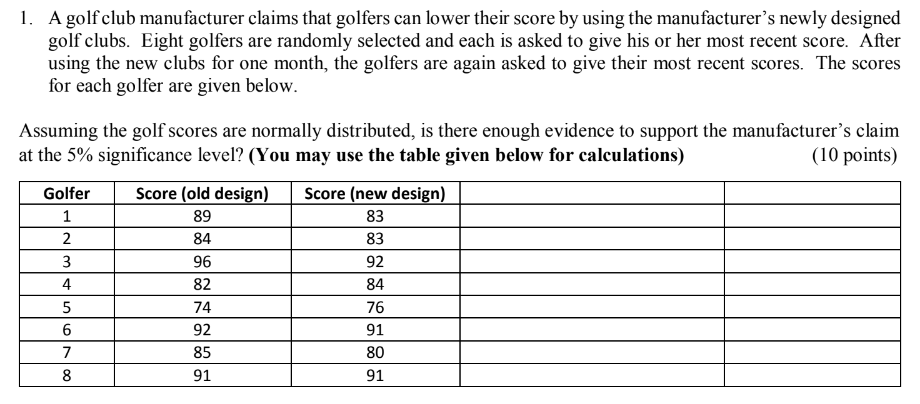 1. A golf club manufacturer claims that golfers can lower their score by using the manufacturer's newly designed
golf clubs. Eight golfers are randomly selected and each is asked to give his or her most recent score. After
using the new clubs for one month, the golfers are again asked to give their most recent scores. The scores
for each golfer are given below.
Assuming the golf scores are normally distributed, is there enough evidence to support the manufacturer's claim
at the 5% significance level? (You may use the table given below for calculations) (10 points)
Golfer Score (old design) Score (new design)
1 89 83
2 84 83
3 96 92
4 82 84
5 74 76
6 92 91
7 85 80
8 91 91